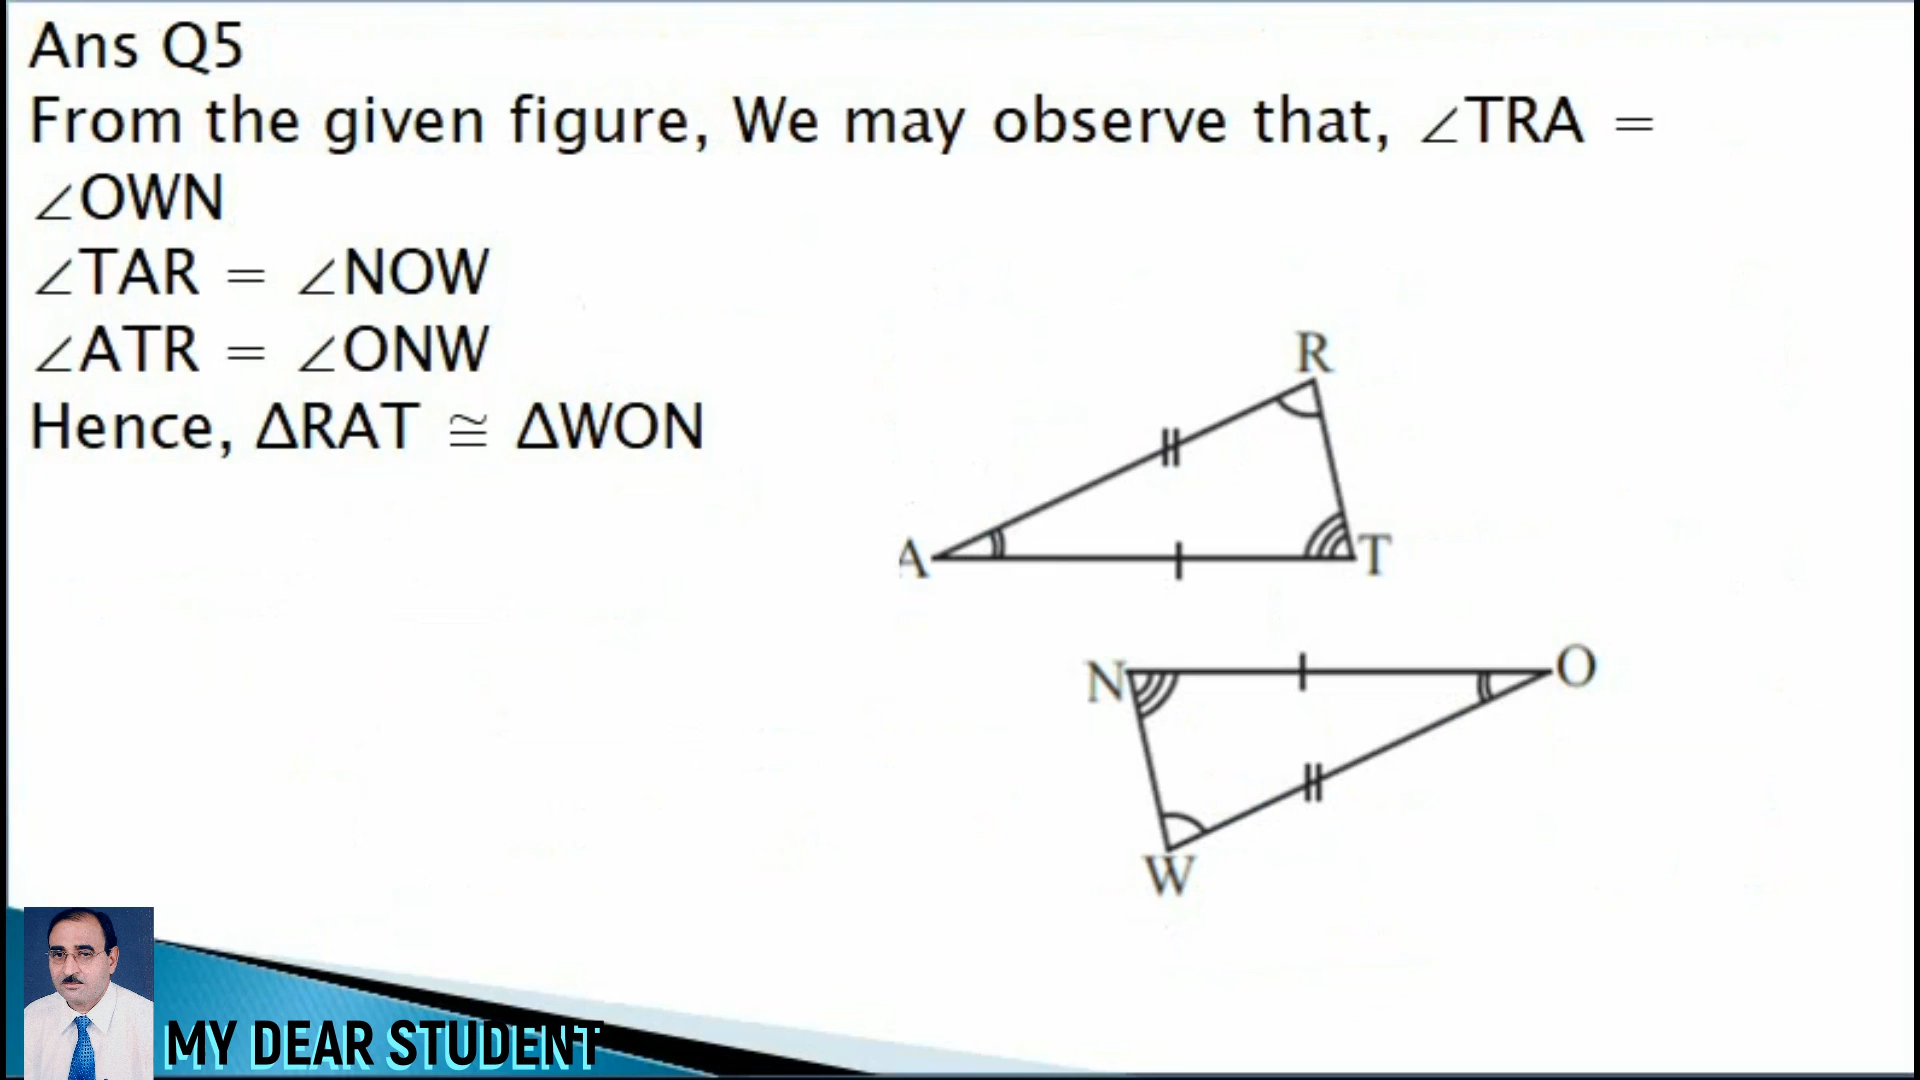 Ans Q5
From the given figure, We may observe that, ∠TRA =
∠OWN
∠TAR = ∠NOW
∠ATR = ∠ONW
Hence, ΔRAT ≅ ΔWON
R
A
T
N
O
W
MY DEAR STUDENT